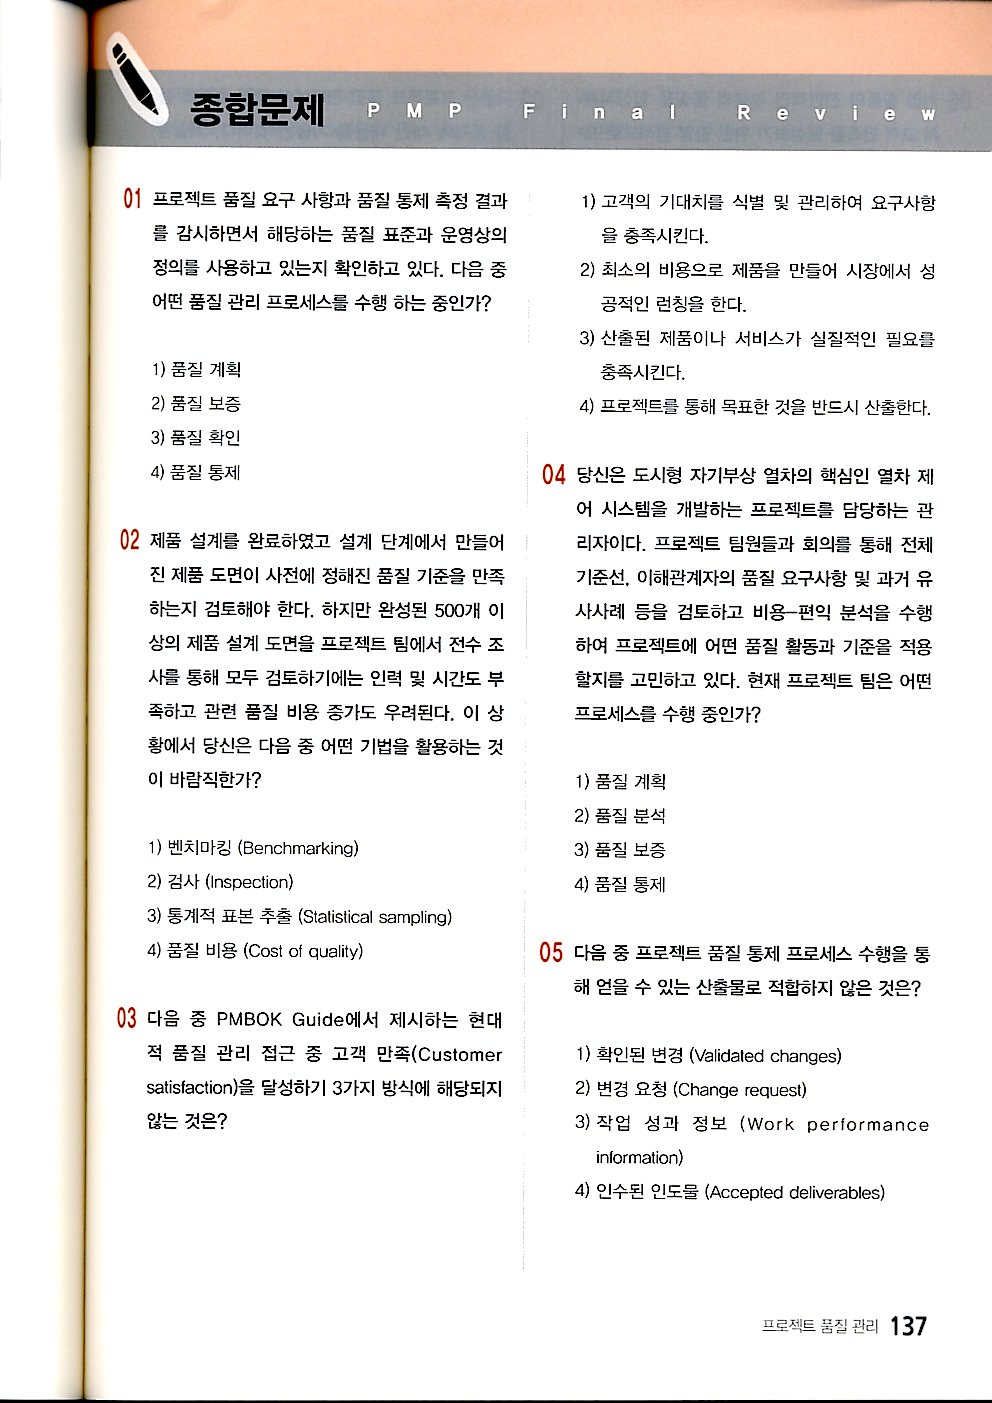 종합문제 PMP Final Review
01 프로젝트 품질 요구 사항과 품질 통제 측정 결과
를 감시하면서 해당하는 품질 표준과 운영상의
정의를 사용하고 있는지 확인하고 있다. 다음 중
어떤 품질 관리 프로세스를 수행 하는 중인가?
1) 품질 계획
2) 품질 보증
3) 품질 확인
4) 품질 통제
02 제품 설계를 완료하였고 설계 단계에서 만들어
진 제품 도면이 사전에 정해진 품질 기준을 만족
하는지 검토해야 한다. 하지만 완성된 500개 이
상의 제품 설계 도면을 프로젝트 팀에서 전수 조
사를 통해 모두 검토하기에는 인력 및 시간도 부
족하고 관련 품질 비용 증가도 우려된다. 이 상
황에서 당신은 다음 중 어떤 기법을 활용하는 것
이 바람직한가?
1) 벤치마킹 (Benchmarking)
2) 검사 (Inspection)
3) 통계적 표본 추출 (Statistical sampling)
4) 품질 비용 (Cost of quality)
03 다음 중 PMBOK Guide에서 제시하는 현대
적 품질 관리 접근 중 고객 만족(Customer
satisfaction)을 달성하기 3가지 방식에 해당되지
않는 것은?
1) 고객의 기대치를 식별 및 관리하여 요구사항
을 충족시킨다.
2) 최소의 비용으로 제품을 만들어 시장에서 성
공적인 런칭을 한다.
3) 산출된 제품이나 서비스가 실질적인 필요를
충족시킨다.
4) 프로젝트를 통해 목표한 것을 반드시 산출한다.
04 당신은 도시형 자기부상 열차의 핵심인 열차 제
어 시스템을 개발하는 프로젝트를 담당하는 관
리자이다. 프로젝트 팀원들과 회의를 통해 전체
기준선, 이해관계자의 품질 요구사항 및 과거 유
사사례 등을 검토하고 비용-편익 분석을 수행
하여 프로젝트에 어떤 품질 활동과 기준을 적용
할지를 고민하고 있다. 현재 프로젝트 팀은 어떤
프로세스를 수행 중인가?
1) 품질 계획
2) 품질 분석
3) 품질 보증
4) 품질 통제
05 다음 중 프로젝트 품질 통제 프로세스 수행을 통
해 얻을 수 있는 산출물로 적합하지 않은 것은?
1) 확인된 변경 (Validated changes)
2) 변경 요청 (Change request)
3) 작업 성과 정보 (Work performance
information)
4) 인수된 인도물 (Accepted deliverables)
프로젝트 품질 관리 137